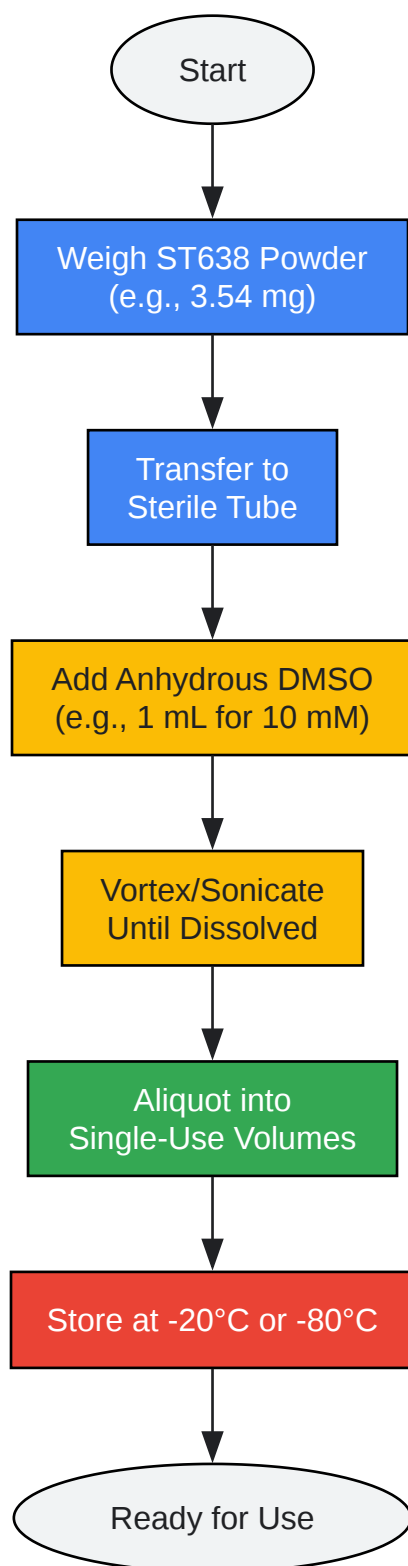 Start
Weigh ST638 Powder
(e.g., 3.54 mg)
Transfer to
Sterile Tube
Add Anhydrous DMSO
(e.g., 1 mL for 10 mM)
Vortex/Sonicate
Until Dissolved
Aliquot into
Single-Use Volumes
Store at -20°C or -80°C
Ready for Use